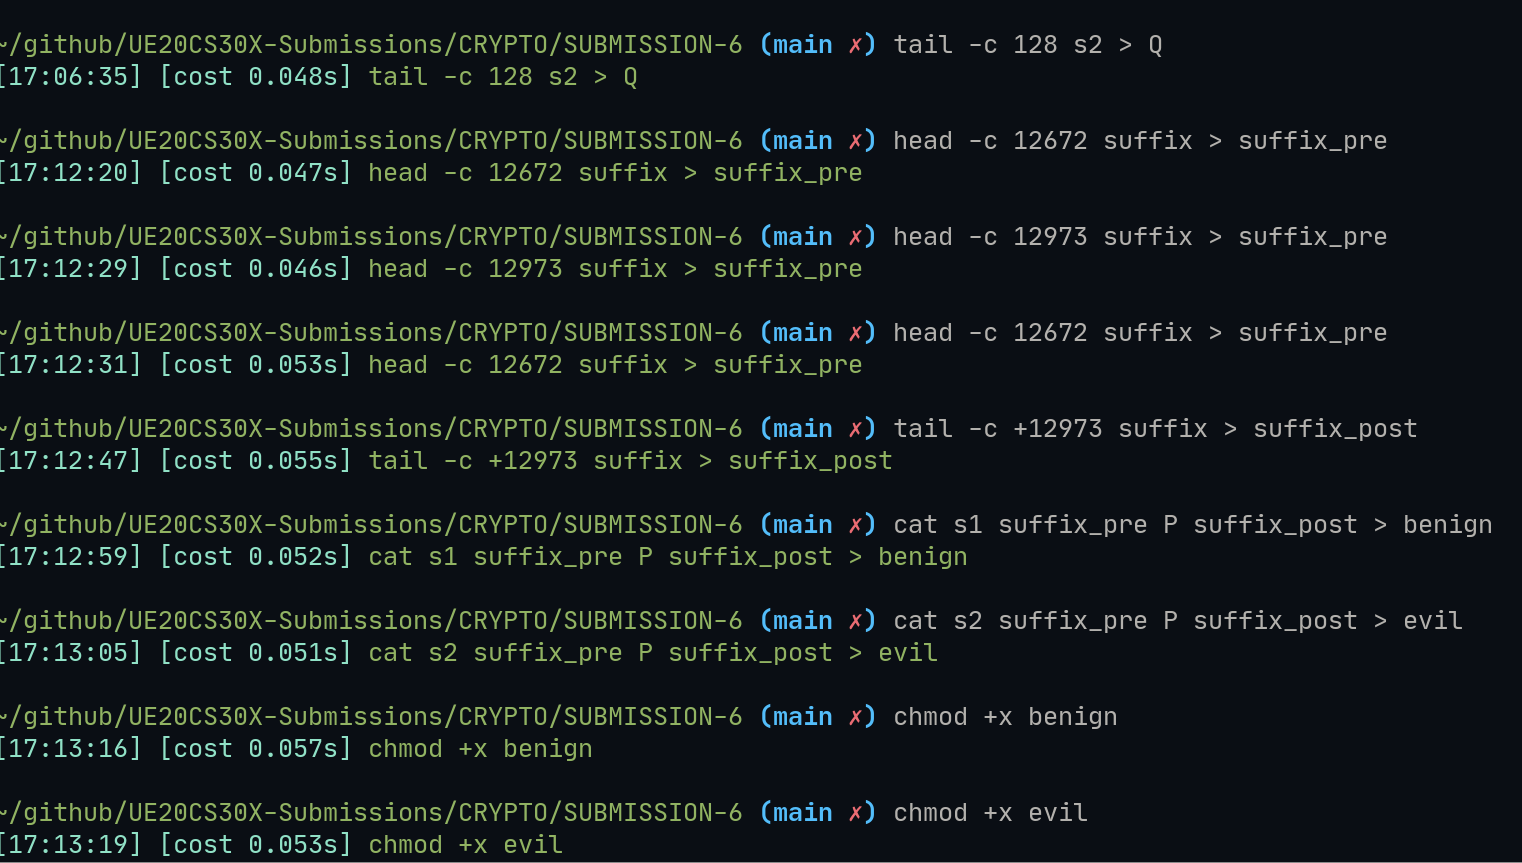 ~/github/UE20CS30X-Submissions/CRYPTO/SUBMISSION-6 (main ✗) tail -c 128 s2 > Q
[17:06:35] [cost 0.048s] tail -c 128 s2 > Q
~/github/UE20CS30X-Submissions/CRYPTO/SUBMISSION-6 (main ✗) head -c 12672 suffix > suffix_pre
[17:12:20] [cost 0.047s] head -c 12672 suffix > suffix_pre
~/github/UE20CS30X-Submissions/CRYPTO/SUBMISSION-6 (main ✗) head -c 12973 suffix > suffix_pre
[17:12:29] [cost 0.046s] head -c 12973 suffix > suffix_pre
~/github/UE20CS30X-Submissions/CRYPTO/SUBMISSION-6 (main ✗) head -c 12672 suffix > suffix_pre
[17:12:31] [cost 0.053s] head -c 12672 suffix > suffix_pre
~/github/UE20CS30X-Submissions/CRYPTO/SUBMISSION-6 (main ✗) tail -c +12973 suffix > suffix_post
[17:12:47] [cost 0.055s] tail -c +12973 suffix > suffix_post
~/github/UE20CS30X-Submissions/CRYPTO/SUBMISSION-6 (main ✗) cat s1 suffix_pre P suffix_post > benign
[17:12:59] [cost 0.052s] cat s1 suffix_pre P suffix_post > benign
~/github/UE20CS30X-Submissions/CRYPTO/SUBMISSION-6 (main ✗) cat s2 suffix_pre P suffix_post > evil
[17:13:05] [cost 0.051s] cat s2 suffix_pre P suffix_post > evil
~/github/UE20CS30X-Submissions/CRYPTO/SUBMISSION-6 (main ✗) chmod +x benign
[17:13:16] [cost 0.057s] chmod +x benign
~/github/UE20CS30X-Submissions/CRYPTO/SUBMISSION-6 (main ✗) chmod +x evil
[17:13:19] [cost 0.053s] chmod +x evil